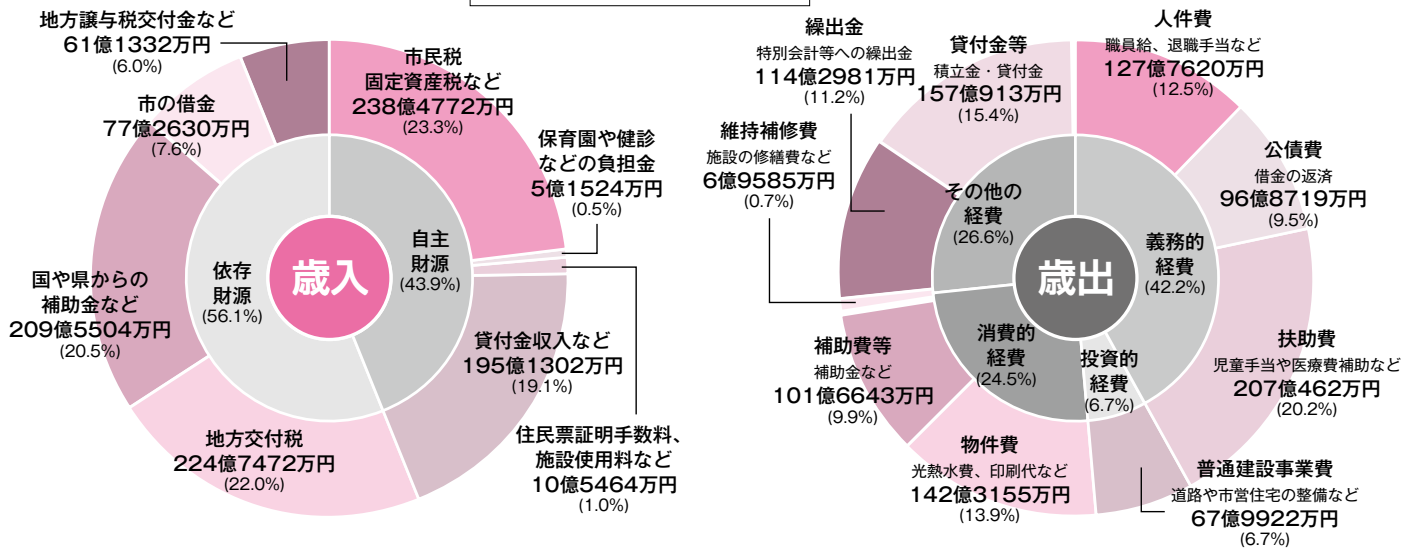 地方譲与税交付金など
61億1332万円
(6.0%)
市の借金
77億2630万円
(7.6%)
国や県からの
補助金など
209億5504万円
(20.5%)
地方交付税
224億7472万円
(22.0%)
依存
財源
(56.1%)
歳入
自主
財源
(43.9%)
市民税
固定資産税など
238億4772万円
(23.3%)
保育園や健診
などの負担金
5億1524万円
(0.5%)
貸付金収入など
195億1302万円
(19.1%)
住民票証明手数料、
施設使用料など
10億5464万円
(1.0%)
繰出金
特別会計等への繰出金
114億2981万円
(11.2%)
維持補修費
施設の修繕費など
6億9585万円
(0.7%)
補助費等
補助金など
101億6643万円
(9.9%)
物件費
光熱水費、印刷代など
142億3155万円
(13.9%)
貸付金等
積立金・貸付金
157億913万円
(15.4%)
その他の
経費
(26.6%)
消費的
経費
(24.5%)
投資的
経費
(6.7%)
歳出
義務的
経費
(42.2%)
人件費
職員給、退職手当など
127億7620万円
(12.5%)
公債費
借金の返済
96億8719万円
(9.5%)
扶助費
児童手当や医療費補助など
207億462万円
(20.2%)
普通建設事業費
道路や市営住宅の整備など
67億9922万円
(6.7%)